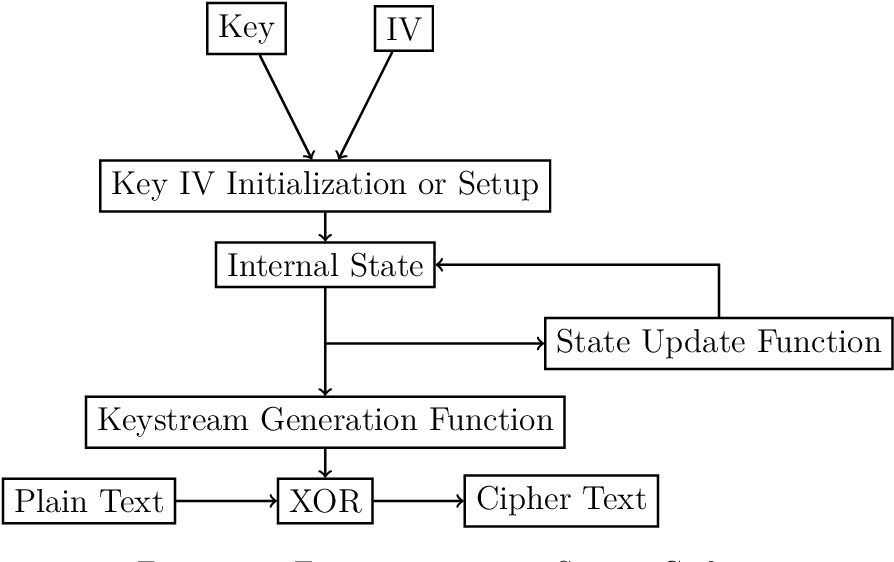 Key IV
Key IV Initialization or Setup
Internal State
State Update Function
Keystream Generation Function
Plain Text XOR Cipher Text